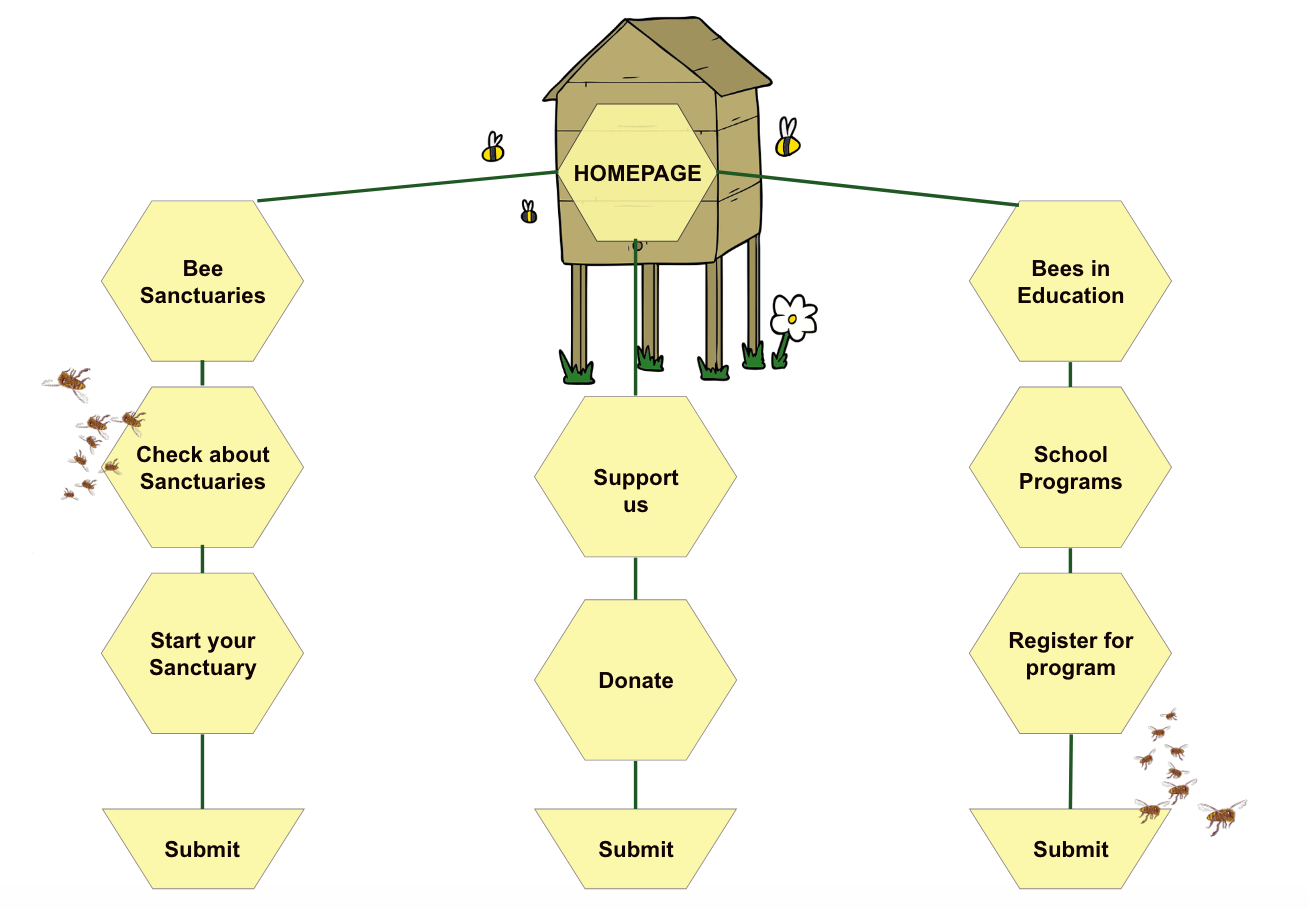 HOMEPAGE
Bee
Sanctuaries
Check about
Sanctuaries
Start your
Sanctuary
Submit
Support
us
Donate
Submit
Bees in
Education
School
Programs
Register for
program
Submit